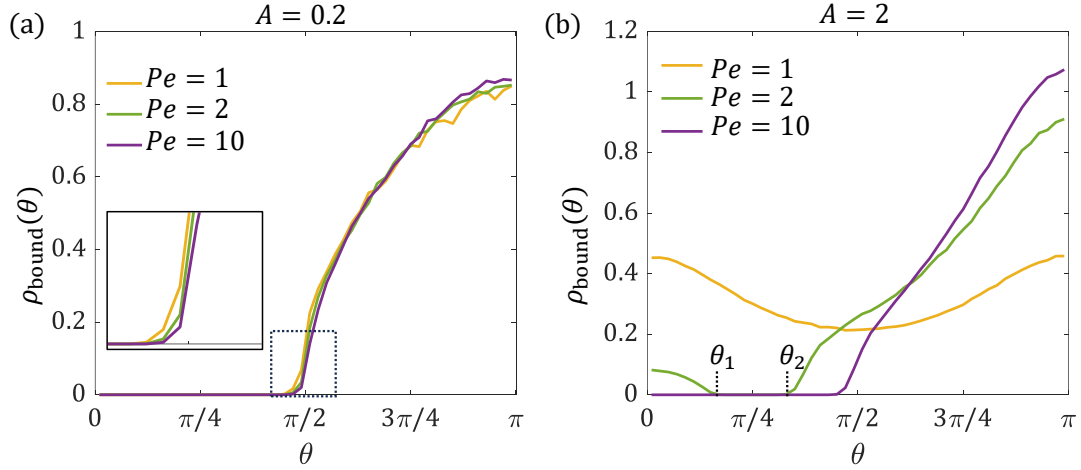 (a)
A = 0.2
1
0.8
0.6
0.4
0.2
0
ρbound(θ)
Pe = 1
Pe = 2
Pe = 10
0
π/4
π/2
3π/4
π
θ
(b)
A = 2
1.2
1
0.8
0.6
0.4
0.2
0
ρbound(θ)
Pe = 1
Pe = 2
Pe = 10
θ1
θ2
0
π/4
π/2
3π/4
π
θ